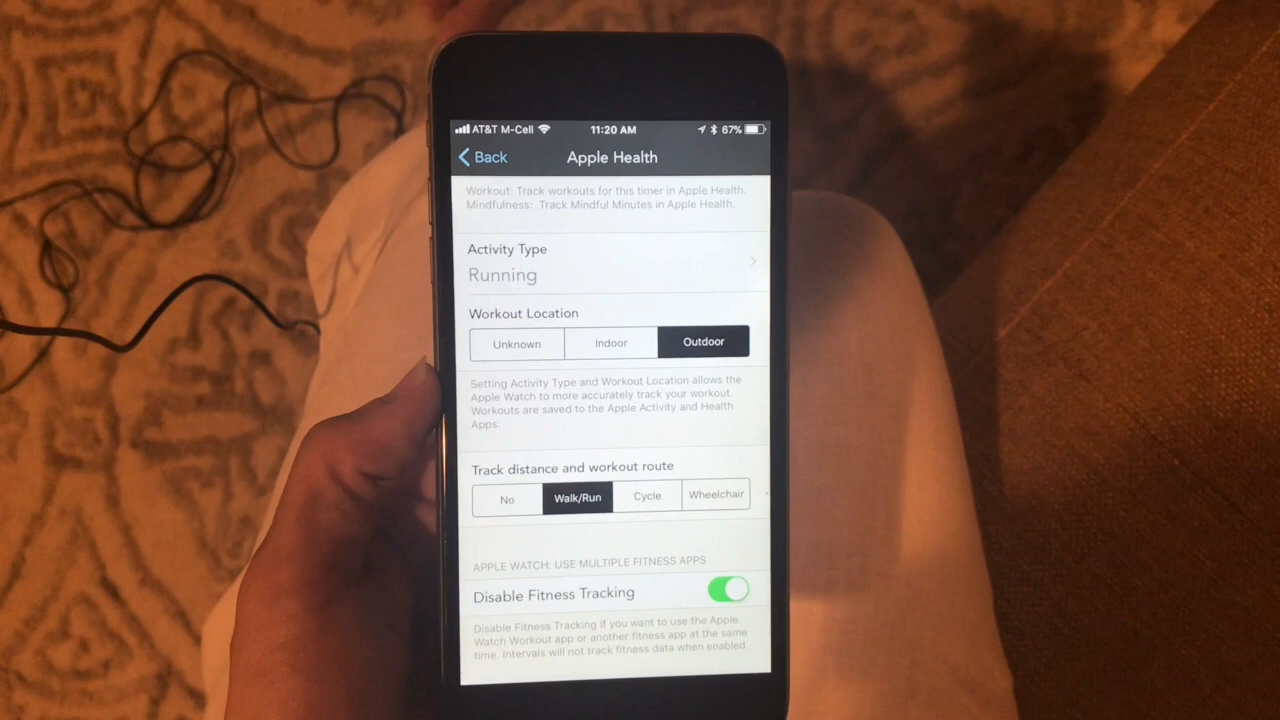 AT&T M-Cell 11:20 AM 67%
Back Apple Health
Workout: Track workouts for this timer in Apple Health.
Mindfulness: Track Mindful Minutes in Apple Health.
Activity Type
Running
Workout Location
Unknown Indoor Outdoor
Setting Activity Type and Workout Location allows the
Apple Watch to more accurately track your workout.
Workouts are saved to the Apple Activity and Health
Apps.
Track distance and workout route
No Walk/Run Cycle Wheelchair
APPLE WATCH: USE MULTIPLE FITNESS APPS
Disable Fitness Tracking
Disable Fitness Tracking if you want to use the Apple
Watch Workout app or another fitness app at the same
time. Intervals will not track fitness data when enabled.